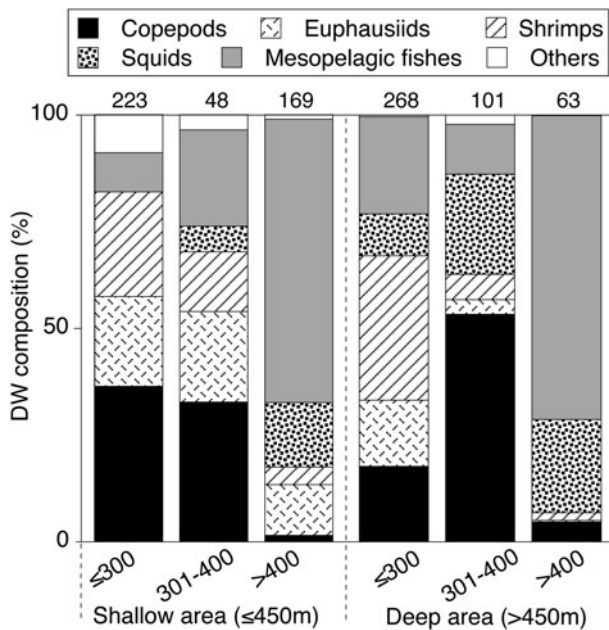 Copepods Euphausiids Shrimps
Squids Mesopelagic fishes Others
223 48 169 268 101 63
100
50
0
DW composition (%)
≤300 301-400 >400 ≤300 301-400 >400
Shallow area (≤450m) Deep area (>450m)